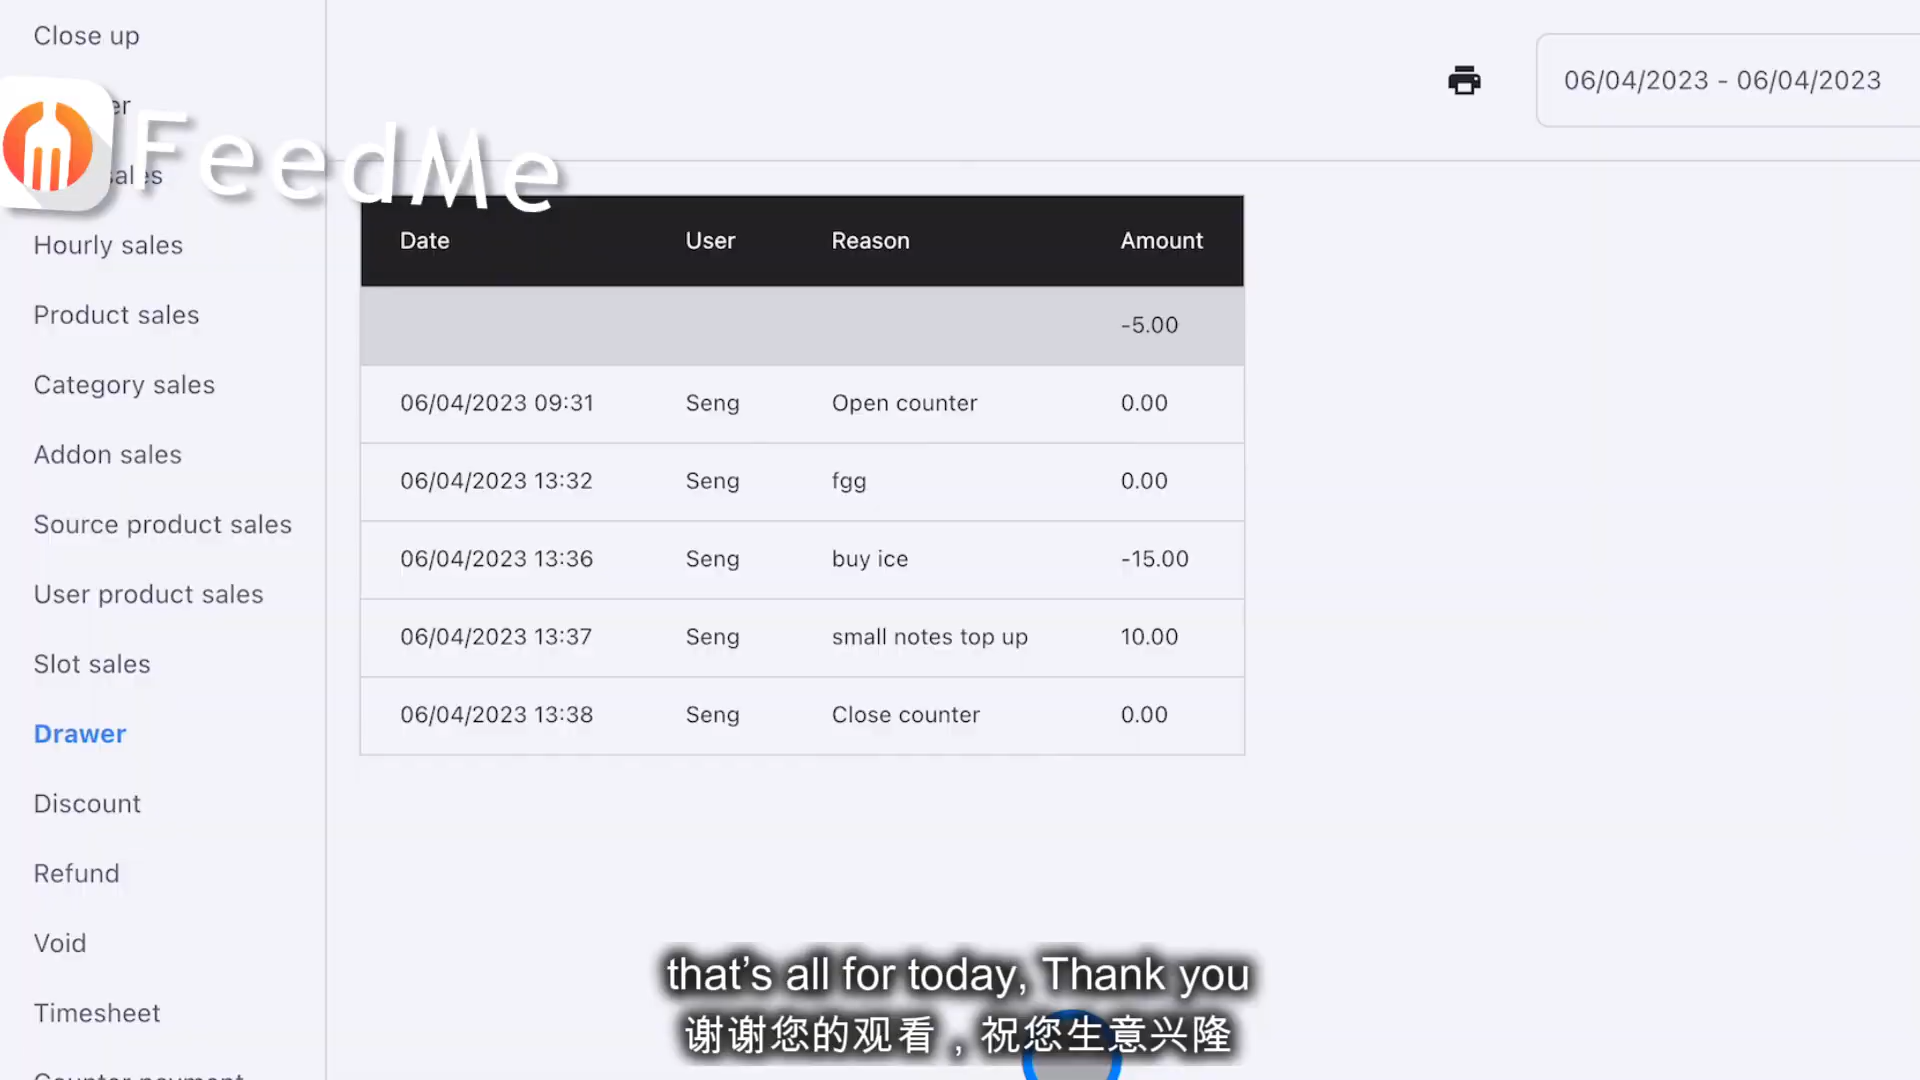 Close up
er
sales
FeedMe
Hourly sales
Product sales
Category sales
Addon sales
Source product sales
User product sales
Slot sales
Drawer
Discount
Refund
Void
Timesheet
06/04/2023 - 06/04/2023
Date User Reason Amount
-5.00
06/04/2023 09:31 Seng Open counter 0.00
06/04/2023 13:32 Seng fgg 0.00
06/04/2023 13:36 Seng buy ice -15.00
06/04/2023 13:37 Seng small notes top up 10.00
06/04/2023 13:38 Seng Close counter 0.00
that's all for today, Thank you
谢谢您的观看，祝您生意兴隆